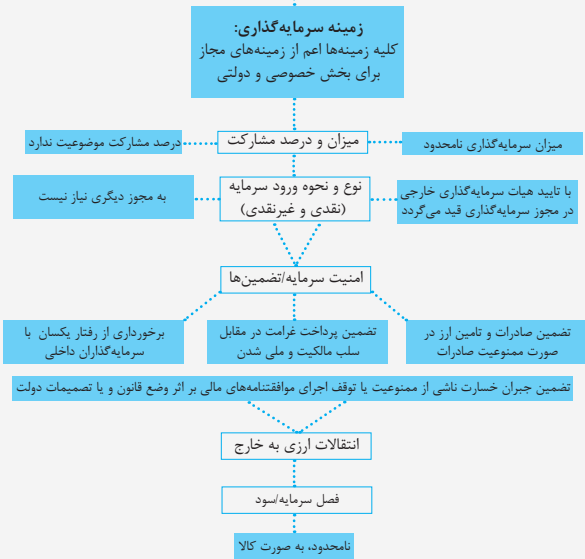 زمینه سرمایه‌گذاری:
کلیه زمینه‌ها اعم از زمینه‌های مجاز
برای بخش خصوصی و دولتی
میزان سرمایه‌گذاری نامحدود
میزان و درصد مشارکت
درصد مشارکت موضوعیت ندارد
با تایید هیات سرمایه‌گذاری خارجی
در مجوز سرمایه‌گذاری قید می‌گردد
نوع و نحوه ورود سرمایه
(نقدی و غیرنقدی)
به مجوز دیگری نیاز نیست
امنیت سرمایه/تضمین‌ها
تضمین صادرات و تامین ارز در
صورت ممنوعیت صادرات
تضمین پرداخت غرامت در مقابل
سلب مالکیت و ملی شدن
برخورداری از رفتار یکسان با
سرمایه‌گذاران داخلی
تضمین جبران خسارت ناشی از ممنوعیت یا توقف اجرای موافقتنامه‌های مالی بر اثر وضع قانون و یا تصمیمات دولت
انتقالات ارزی به خارج
فصل سرمایه/سود
نامحدود، به صورت کالا